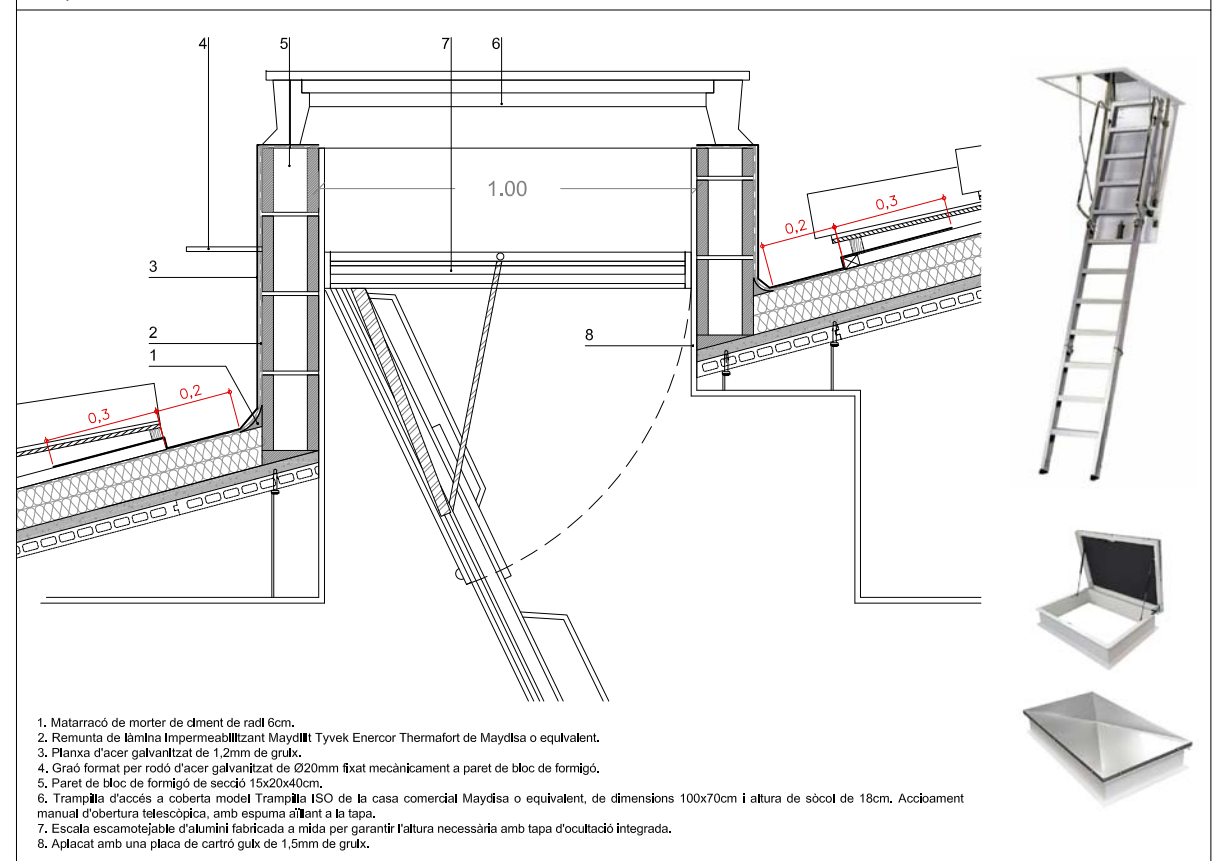 4 5 7 6
1.00
0,2 0,3
3
2
8
1
0,3 0,2
1. Matarracó de morter de ciment de radi 6cm.
2. Remunta de làmina impermeabilitzant Maydilit Tyvek Enercor Thermafort de Maydisa o equivalent.
3. Planxa d'acer galvanitzat de 1,2mm de gruix.
4. Graó format per rodó d'acer galvanitzat de Ø20mm fixat mecànicament a paret de bloc de formigó.
5. Paret de bloc de formigó de secció 15x20x40cm.
6. Trampilla d'accés a coberta model Trampilla ISO de la casa comercial Maydisa o equivalent, de dimensions 100x70cm i altura de sòcol de 18cm. Accioament
manual d'obertura telescòpica, amb espuma aïllant a la tapa.
7. Escala escamotejable d'alumini fabricada a mida per garantir l'altura necessària amb tapa d'ocultació integrada.
8. Aplacat amb una placa de cartró guix de 1,5mm de gruix.